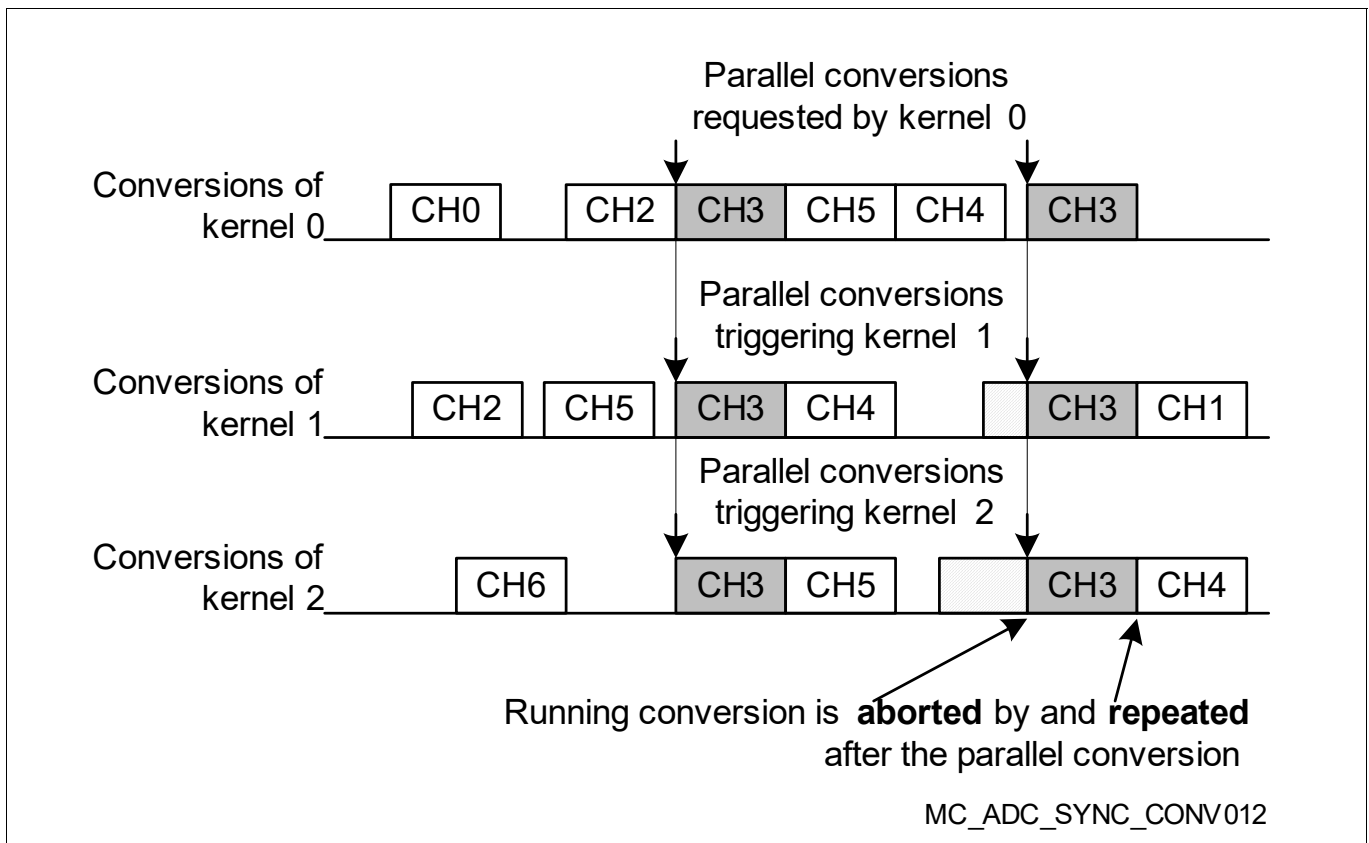 Parallel conversions
requested by kernel 0
Conversions of
kernel 0
CH0 CH2 CH3 CH5 CH4 CH3
Parallel conversions
triggering kernel 1
Conversions of
kernel 1
CH2 CH5 CH3 CH4 CH3 CH1
Parallel conversions
triggering kernel 2
Conversions of
kernel 2
CH6 CH3 CH5 CH3 CH4
Running conversion is aborted by and repeated
after the parallel conversion
MC_ADC_SYNC_CONV012